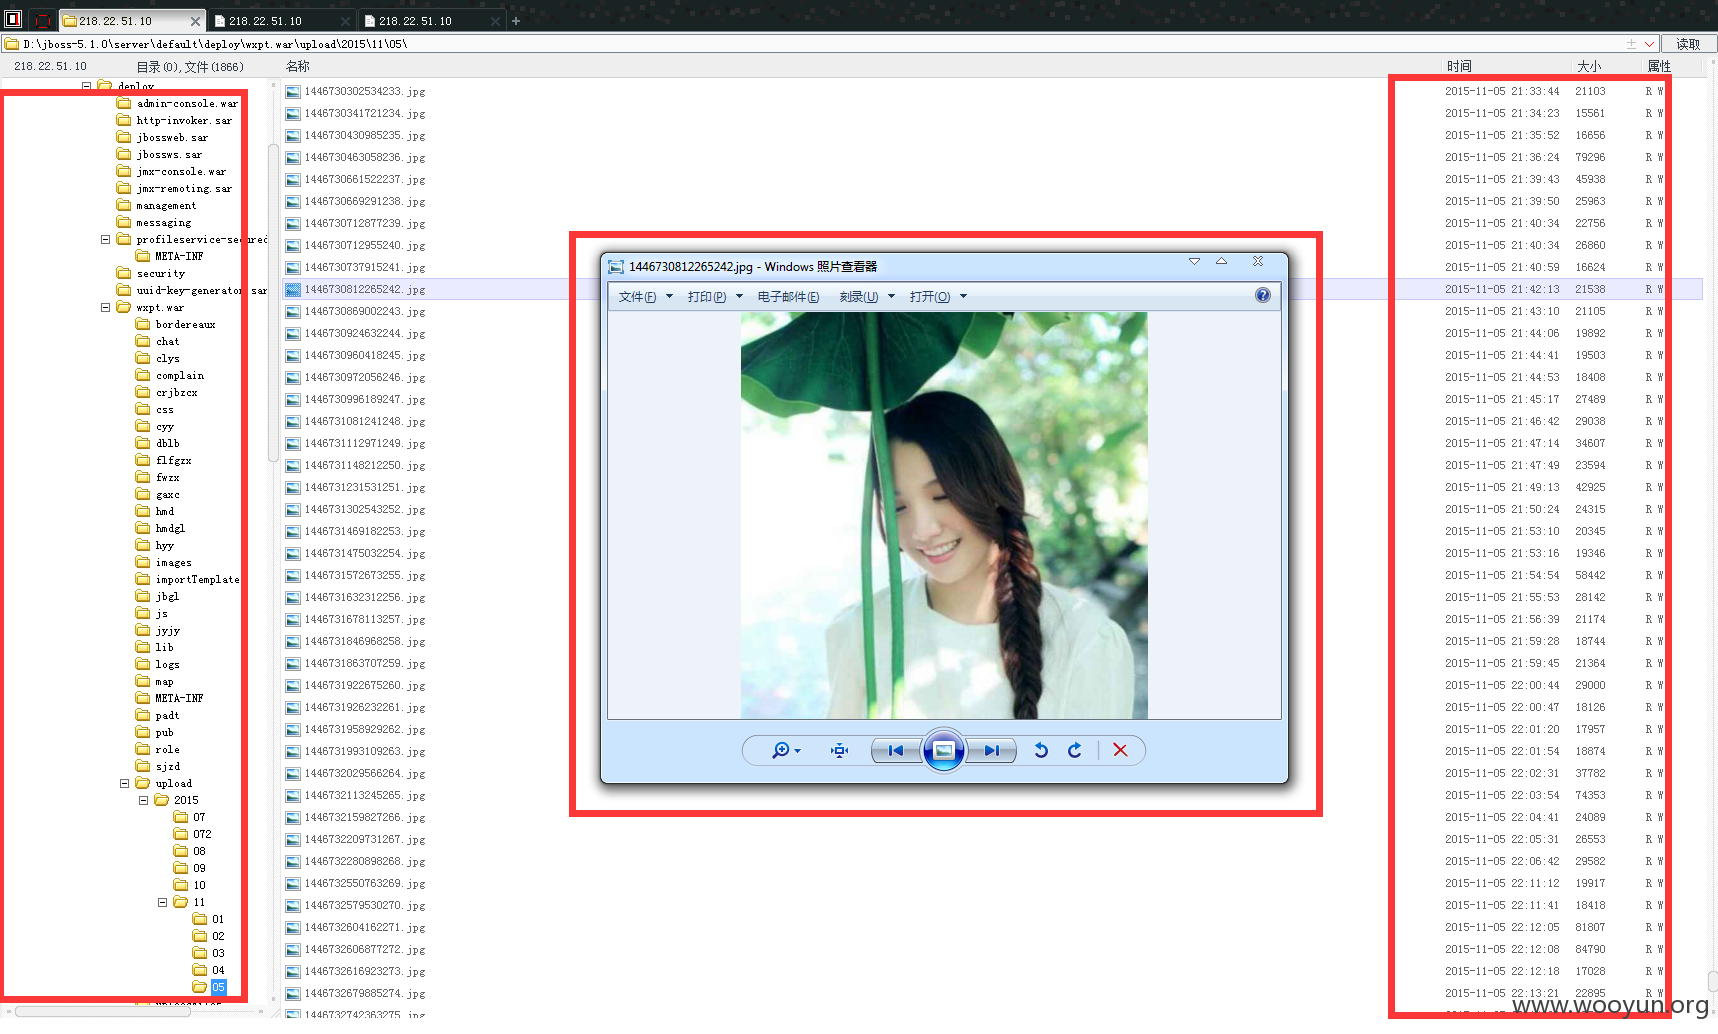 218.22.51.10
218.22.51.10
218.22.51.10
D:\jboss-5.1.0\server\default\deploy\wxpt.war\upload\2015\11\05\
读取
218.22.51.10
目录(0),文件(1866)
名称
时间
大小
属性
deploy
admin-console.war
http-invoker.sar
jbossweb.sar
jbossws.sar
jmx-console.war
jmx-remoting.sar
management
messaging
profileservice-secured
META-INF
security
uuid-key-generator.sar
wxpt.war
bordereaux
chat
clys
complain
crjbzcx
css
cyy
dblb
flfgzx
fwzx
gaxc
hmd
hmdgl
hyy
images
importTemplate
jbgl
js
jyjy
lib
logs
map
META-INF
padt
pub
role
sjzd
upload
2015
07
072
08
09
10
11
01
02
03
04
05
1446730302534233.jpg 2015-11-05 21:33:44 21103 R W
1446730341721234.jpg 2015-11-05 21:34:23 15561 R W
1446730430985235.jpg 2015-11-05 21:35:52 16656 R W
1446730463058236.jpg 2015-11-05 21:36:24 79296 R W
1446730661522237.jpg 2015-11-05 21:39:43 45938 R W
1446730669291238.jpg 2015-11-05 21:39:50 25963 R W
1446730712877239.jpg 2015-11-05 21:40:34 22756 R W
1446730712955240.jpg 2015-11-05 21:40:34 26860 R W
1446730737915241.jpg 2015-11-05 21:40:59 16624 R W
1446730812265242.jpg 2015-11-05 21:42:13 21538 R W
1446730869002243.jpg 2015-11-05 21:43:10 21105 R W
1446730924632244.jpg 2015-11-05 21:44:06 19892 R W
1446730960418245.jpg 2015-11-05 21:44:41 19503 R W
1446730972056246.jpg 2015-11-05 21:44:53 18408 R W
1446730996189247.jpg 2015-11-05 21:45:17 27489 R W
1446731081241248.jpg 2015-11-05 21:46:42 29038 R W
1446731112971249.jpg 2015-11-05 21:47:14 34607 R W
1446731148212250.jpg 2015-11-05 21:47:49 23594 R W
1446731231531251.jpg 2015-11-05 21:49:13 42925 R W
1446731302543252.jpg 2015-11-05 21:50:24 24315 R W
1446731469182253.jpg 2015-11-05 21:53:10 20345 R W
1446731475032254.jpg 2015-11-05 21:53:16 19346 R W
1446731572673255.jpg 2015-11-05 21:54:54 58442 R W
1446731632312256.jpg 2015-11-05 21:55:53 28142 R W
1446731678113257.jpg 2015-11-05 21:56:39 21174 R W
1446731846968258.jpg 2015-11-05 21:59:28 18744 R W
1446731863707259.jpg 2015-11-05 21:59:45 21364 R W
1446731922675260.jpg 2015-11-05 22:00:44 29000 R W
1446731926232261.jpg 2015-11-05 22:00:47 18126 R W
1446731958929262.jpg 2015-11-05 22:01:20 17957 R W
1446731993109263.jpg 2015-11-05 22:01:54 18874 R W
1446732029566264.jpg 2015-11-05 22:02:31 37782 R W
1446732113245265.jpg 2015-11-05 22:03:54 74353 R W
1446732159827266.jpg 2015-11-05 22:04:41 24089 R W
1446732209731267.jpg 2015-11-05 22:05:31 26553 R W
1446732280898268.jpg 2015-11-05 22:06:42 29582 R W
1446732550763269.jpg 2015-11-05 22:11:12 19917 R W
1446732579530270.jpg 2015-11-05 22:11:41 18418 R W
1446732604162271.jpg 2015-11-05 22:12:05 81807 R W
1446732606877272.jpg 2015-11-05 22:12:08 84790 R W
1446732616923273.jpg 2015-11-05 22:12:18 17028 R W
1446732679885274.jpg 2015-11-05 22:13:21 22895 R W
1446732742363275.jpg
1446730812265242.jpg - Windows 照片查看器
文件(F) 打印(P) 电子邮件(E) 刻录(U) 打开(O)
www.wooyun.org